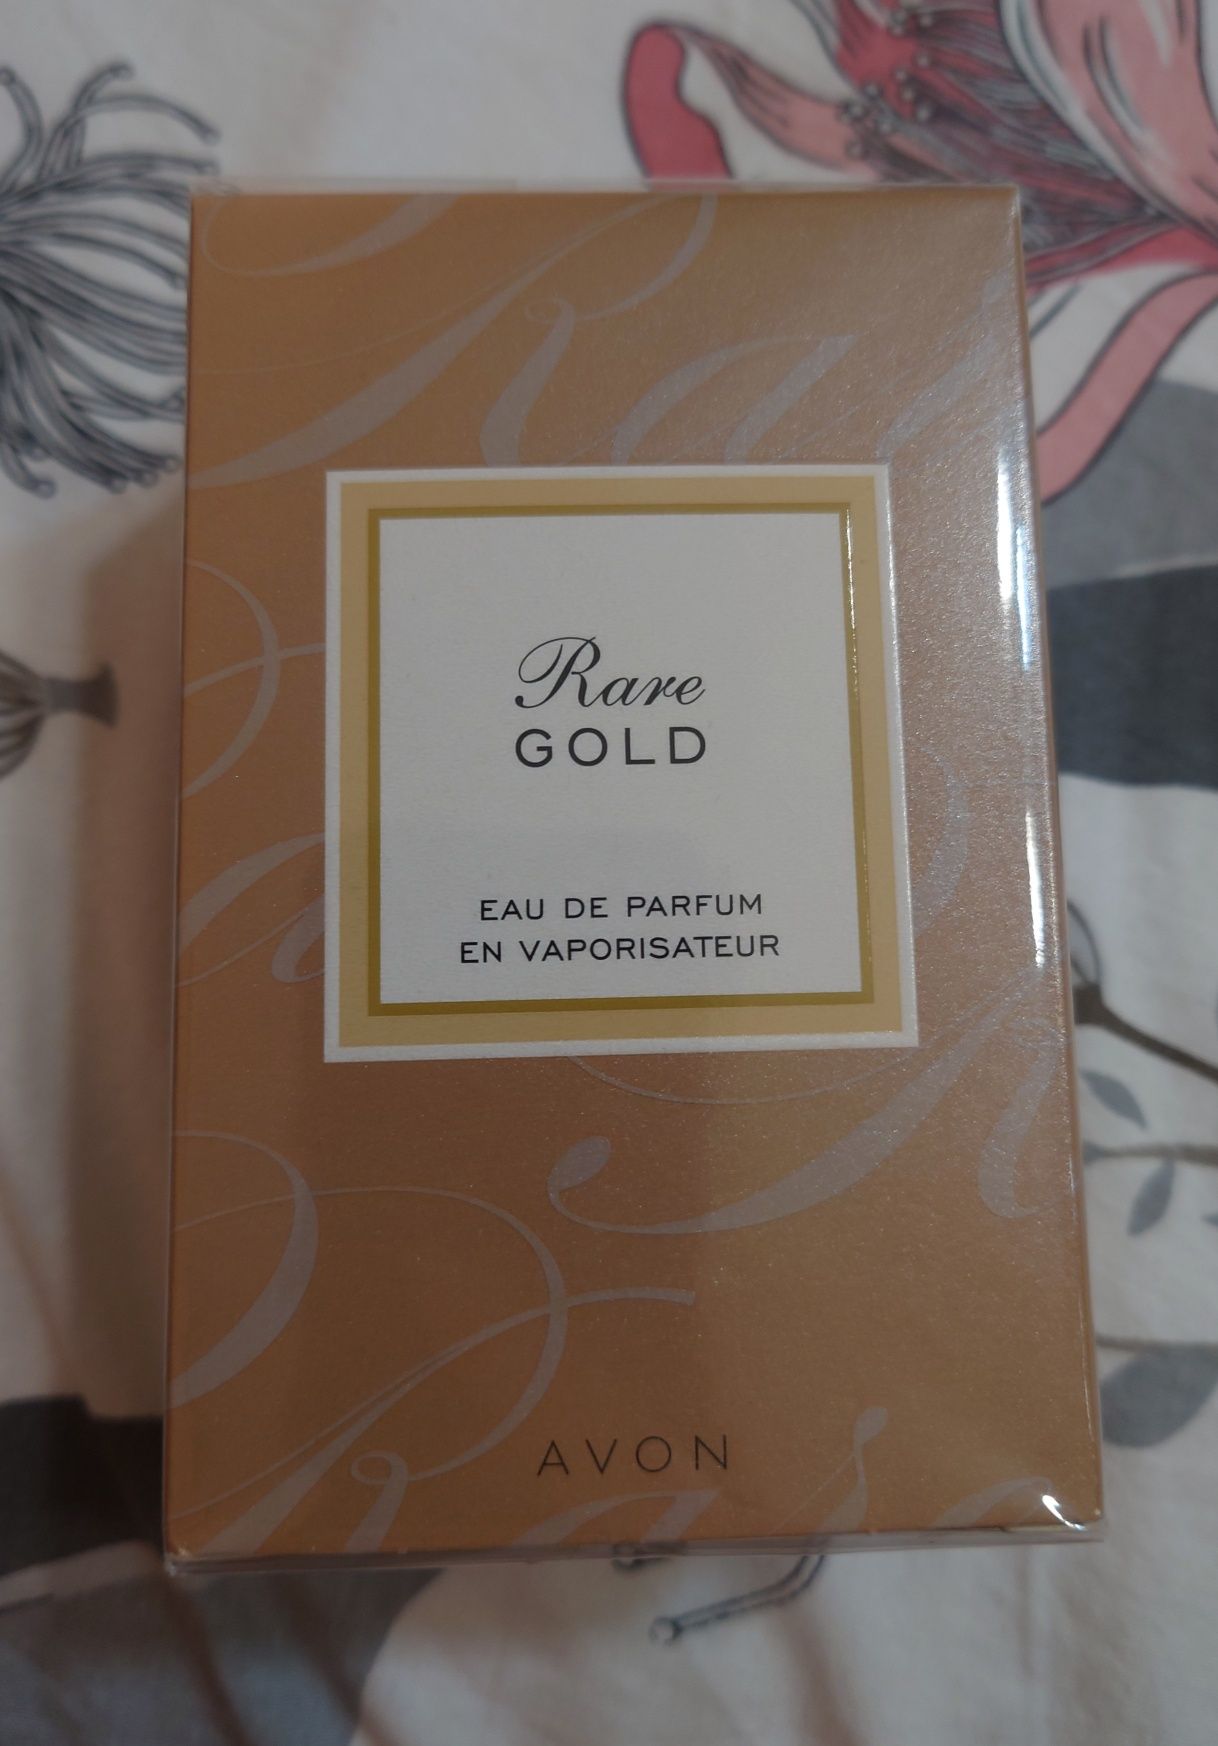 Rare
GOLD
EAU DE PARFUM
EN VAPORISATEUR
AVON